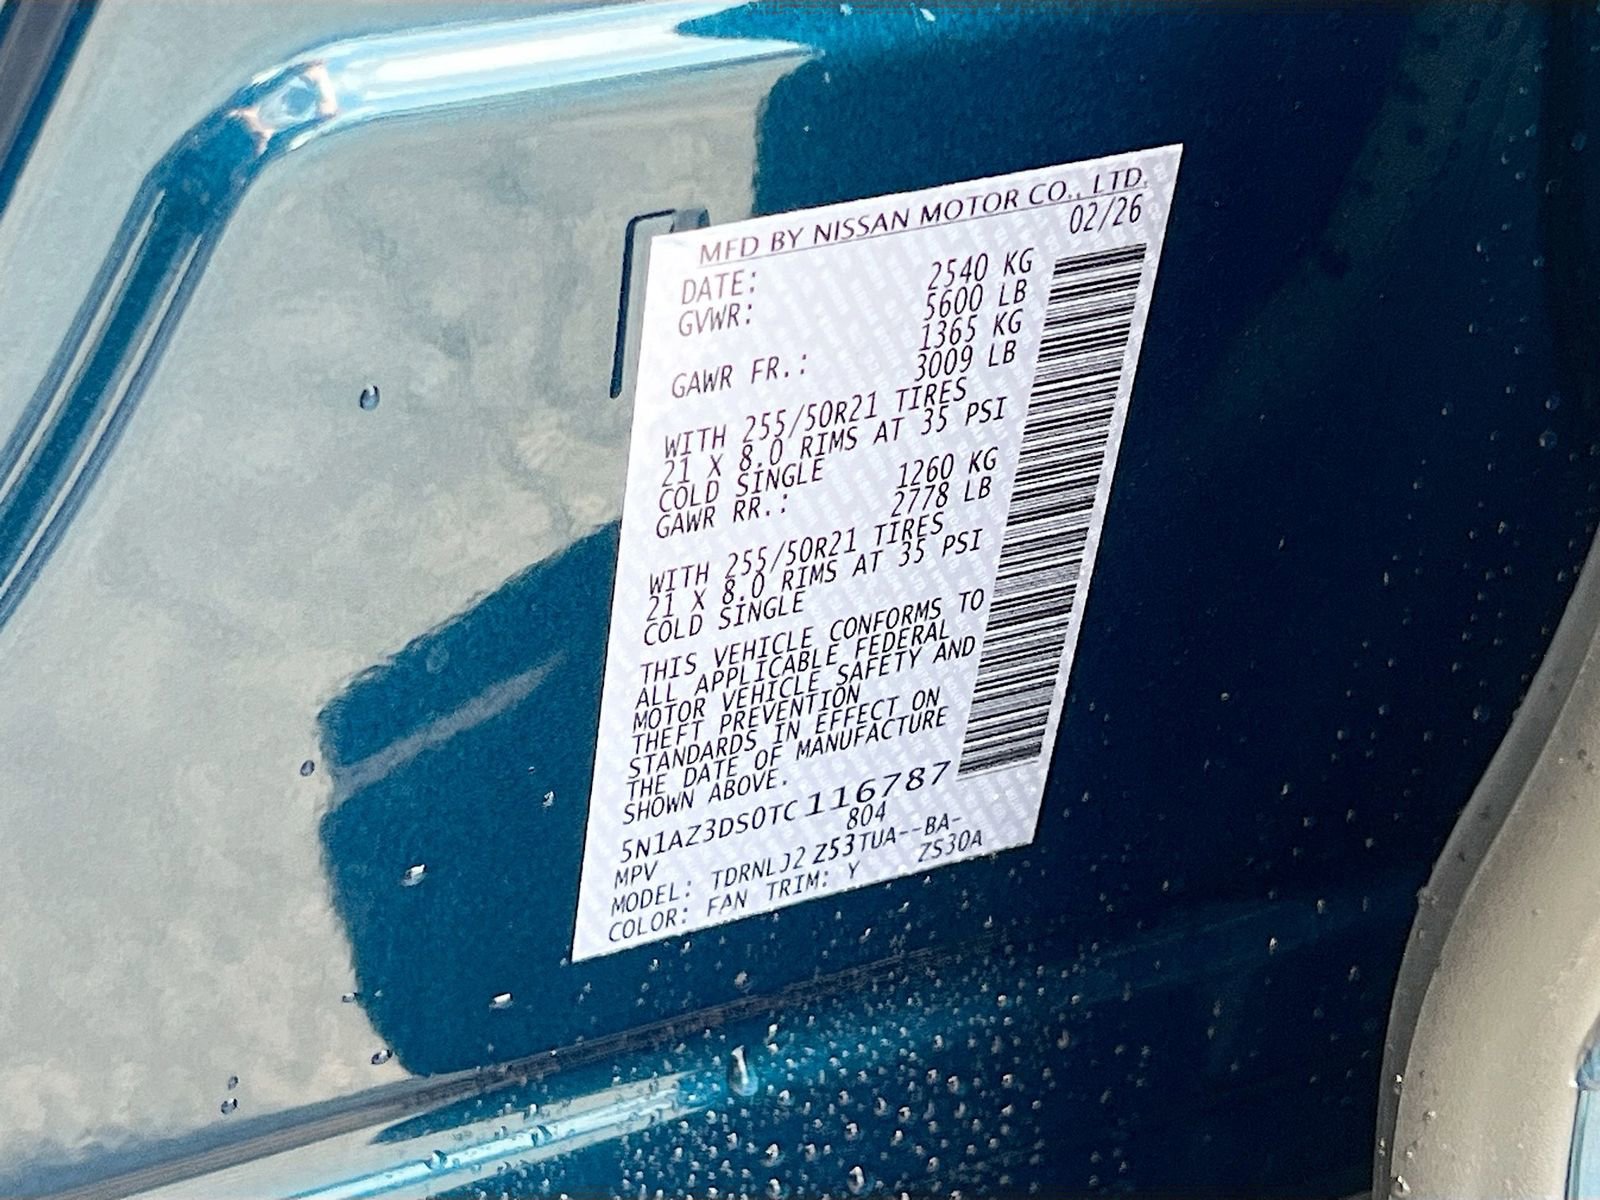 MFD BY NISSAN MOTOR CO., LTD.
DATE: 02/26
GVWR: 2540 KG
5600 LB
1365 KG
GAWR FR.: 3009 LB
WITH 255/50R21 TIRES
21 X 8.0 RIMS AT 35 PSI
COLD SINGLE
GAWR RR.: 1260 KG
2778 LB
WITH 255/50R21 TIRES
21 X 8.0 RIMS AT 35 PSI
COLD SINGLE
THIS VEHICLE CONFORMS TO
ALL APPLICABLE FEDERAL
MOTOR VEHICLE SAFETY AND
THEFT PREVENTION
STANDARDS IN EFFECT ON
THE DATE OF MANUFACTURE
SHOWN ABOVE.
5N1AZ3DS0TC116787
MPV 804
MODEL: TDRNLJ2 Z53TUA--BA-
COLOR: FAN TRIM: Y ZS30A